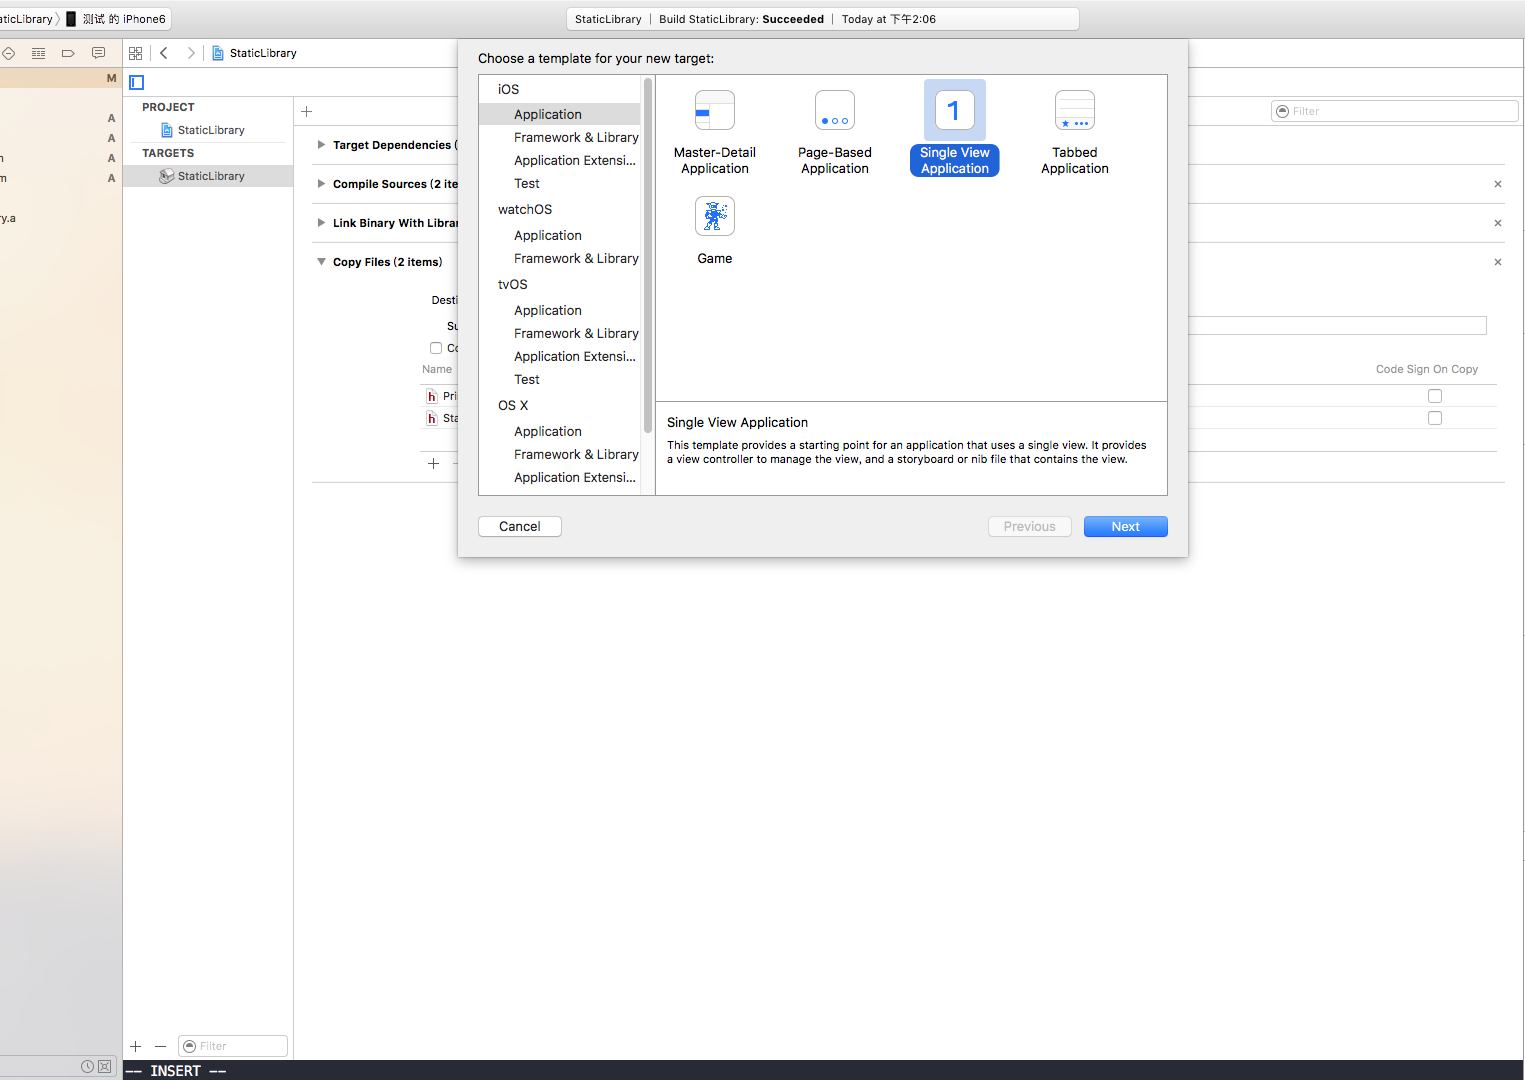 aticLibrary 〉 测试 的 iPhone6
StaticLibrary | Build StaticLibrary: Succeeded | Today at 下午2:06
StaticLibrary
M
A
A
m A
m A
ry.a
PROJECT
StaticLibrary
TARGETS
StaticLibrary
Filter
Target Dependencies (
Compile Sources (2 ite
Link Binary With Librar
Copy Files (2 items)
Desti
Su
Co
Name
Code Sign On Copy
Pri
Sta
Choose a template for your new target:
iOS
Application
Framework & Library
Application Extensi...
Test
watchOS
Application
Framework & Library
tvOS
Application
Framework & Library
Application Extensi...
Test
OS X
Application
Framework & Library
Application Extensi...
Master-Detail
Application
Page-Based
Application
1
Single View
Application
Tabbed
Application
Game
Single View Application
This template provides a starting point for an application that uses a single view. It provides
a view controller to manage the view, and a storyboard or nib file that contains the view.
Cancel
Previous
Next
Filter
-- INSERT --